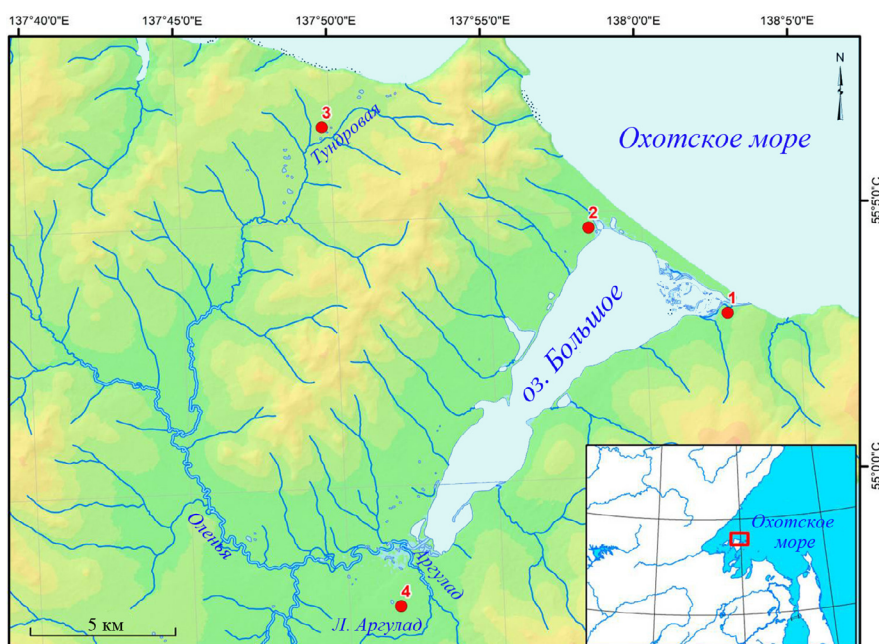 137°40'0"C 137°45'0"C 137°50'0"C 137°55'0"C 138°0'0"C 138°5'0"C
N
3
Тундровая
Охотское море
55°5'0"C
2
1
оз. Большое
55°0'0"C
Оленья
Аргулад
4
Л. Аргулад
5 км
Охотское
море